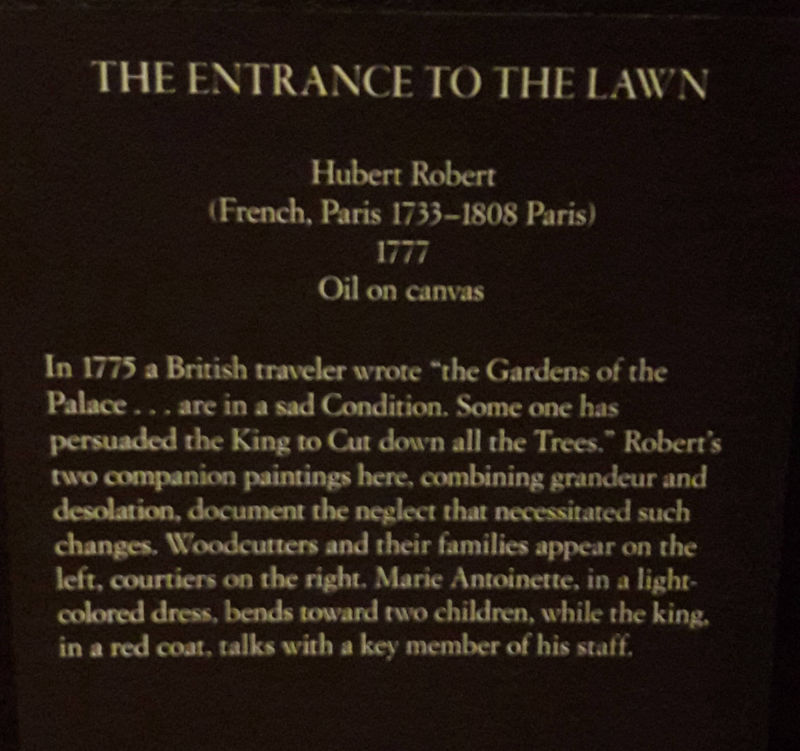 THE ENTRANCE TO THE LAWN
Hubert Robert
(French, Paris 1733–1808 Paris)
1777
Oil on canvas
In 1775 a British traveler wrote “the Gardens of the
Palace . . . are in a sad Condition. Some one has
persuaded the King to Cut down all the Trees.” Robert’s
two companion paintings here, combining grandeur and
desolation, document the neglect that necessitated such
changes. Woodcutters and their families appear on the
left, courtiers on the right. Marie Antoinette, in a light-
colored dress, bends toward two children, while the king,
in a red coat, talks with a key member of his staff.